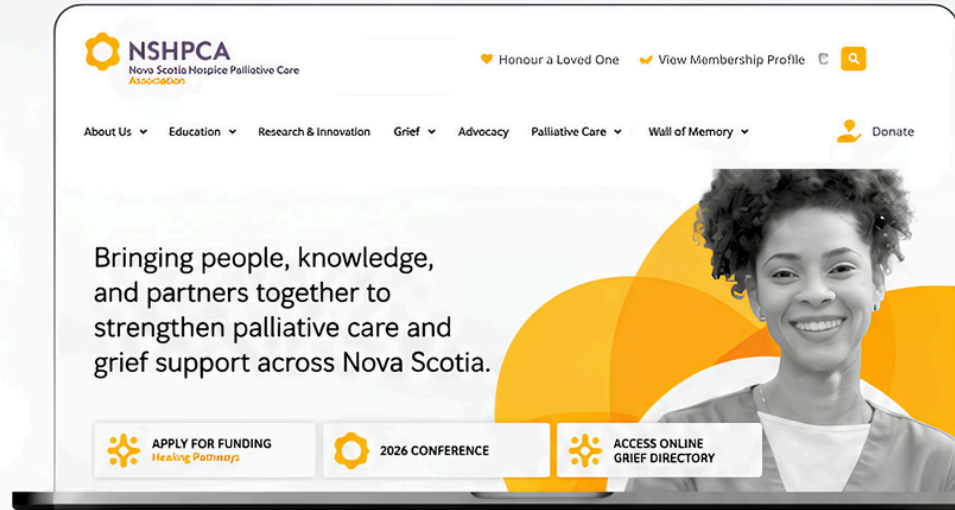 NSHPCA
Nova Scotia Hospice Palliative Care
Association
Honour a Loved One
View Membership Profile
About Us
Education
Research & Innovation
Grief
Advocacy
Palliative Care
Wall of Memory
Donate
Bringing people, knowledge,
and partners together to
strengthen palliative care and
grief support across Nova Scotia.
APPLY FOR FUNDING
Healing Pathways
2026 CONFERENCE
ACCESS ONLINE
GRIEF DIRECTORY